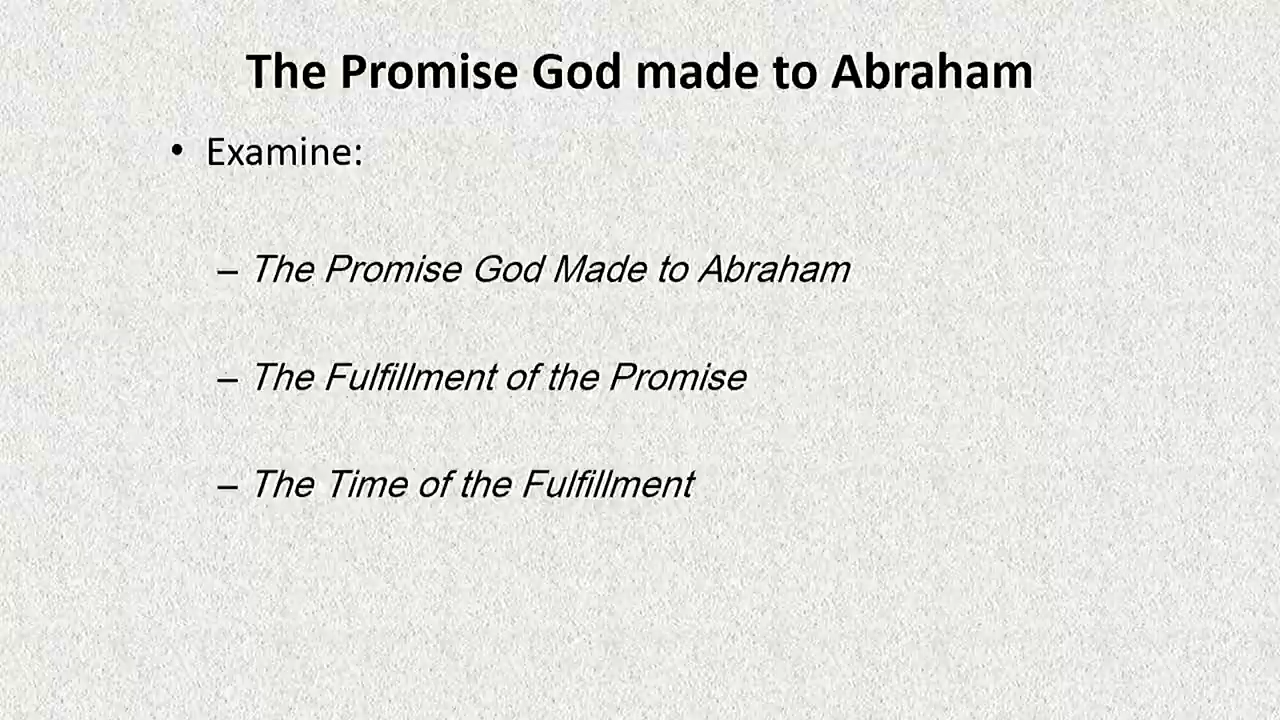 The Promise God made to Abraham
• Examine:
– The Promise God Made to Abraham
– The Fulfillment of the Promise
– The Time of the Fulfillment